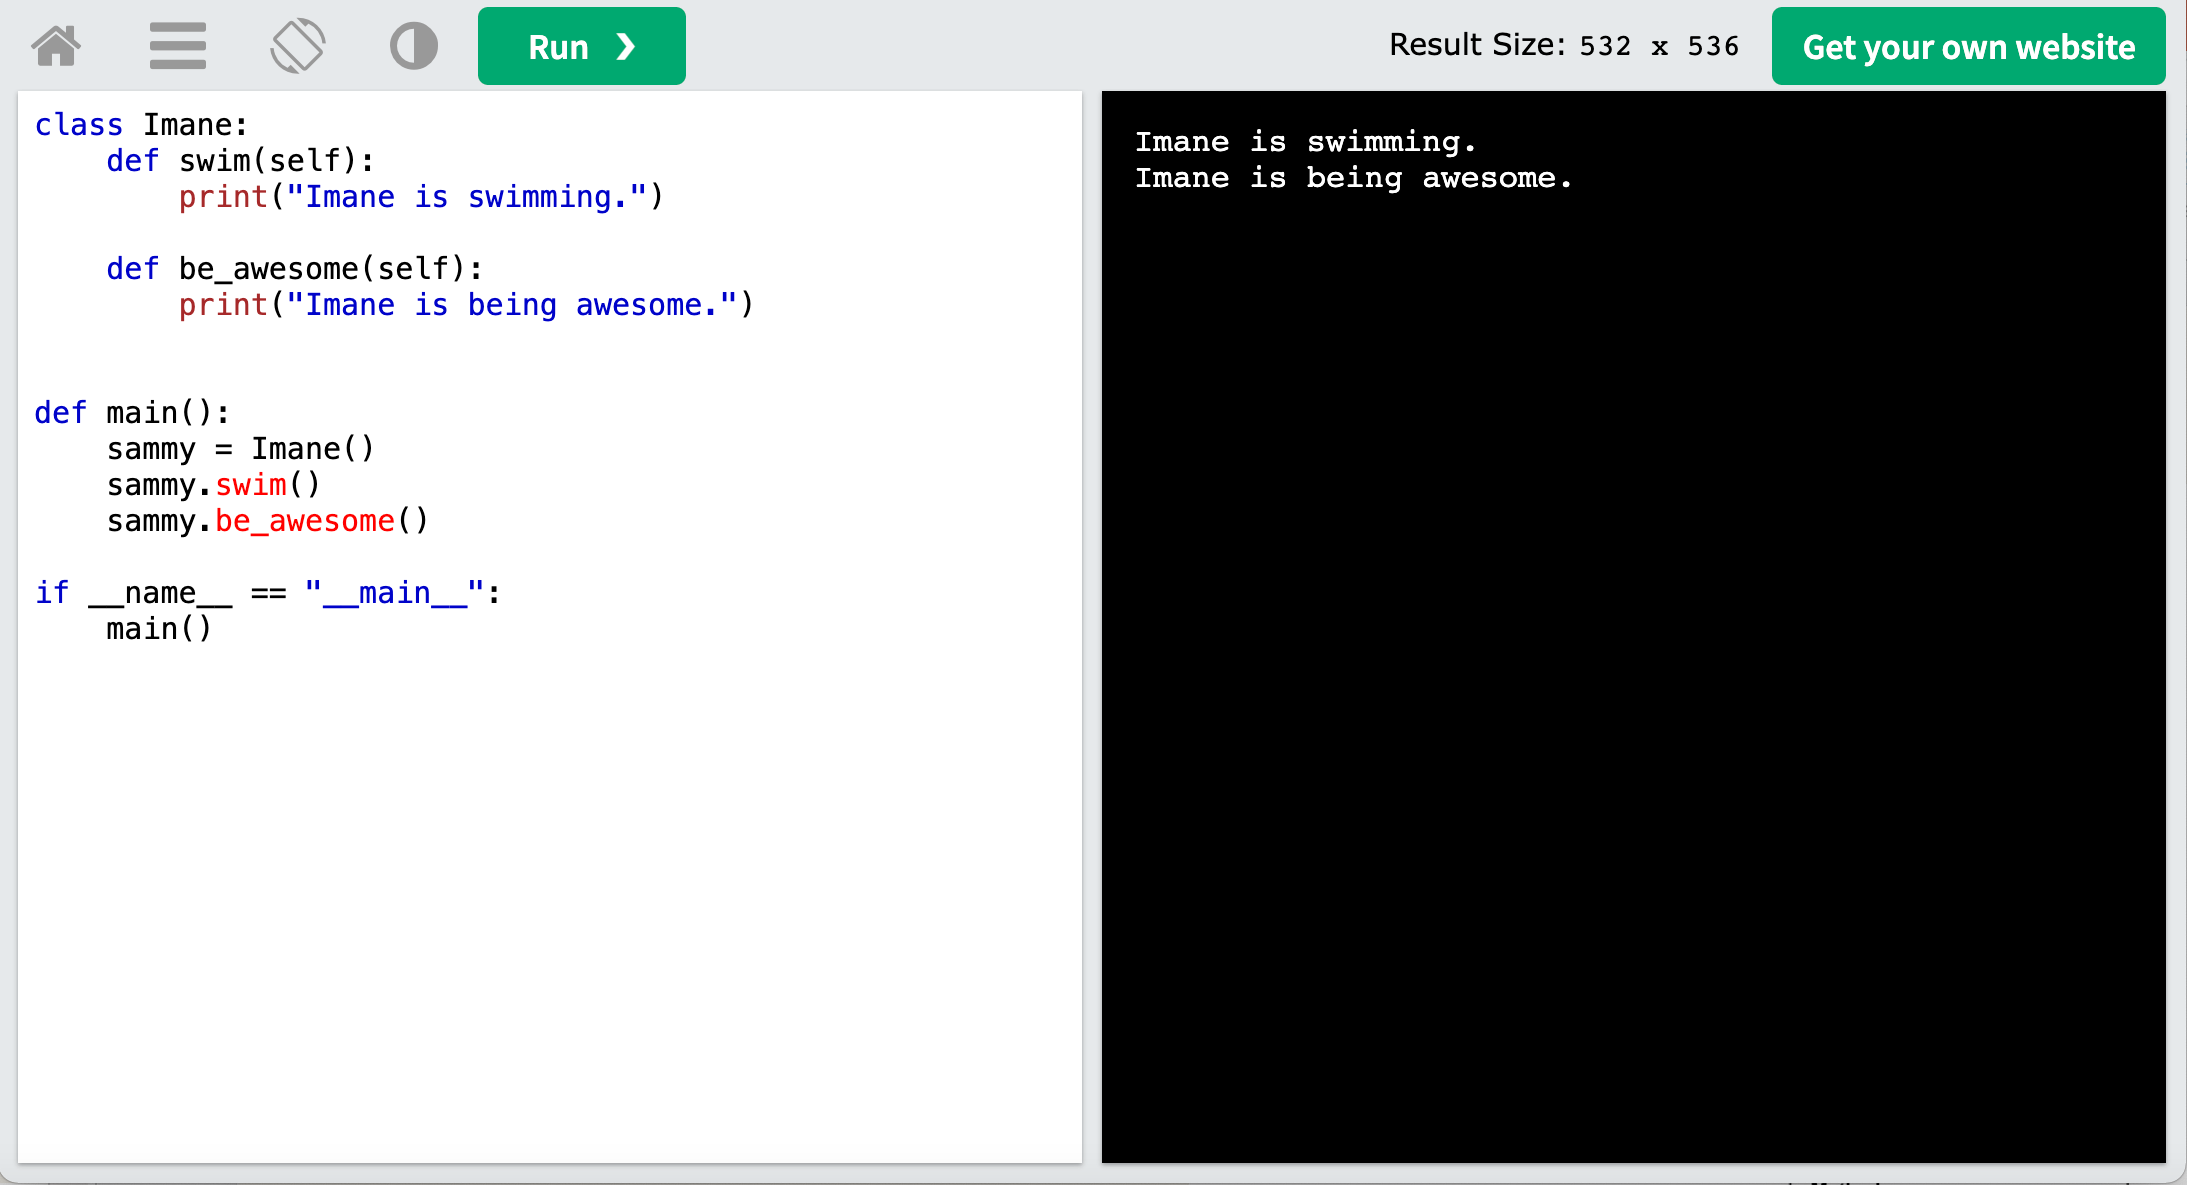 Run ❯
Result Size: 532 x 536
Get your own website
class Imane:
    def swim(self):
        print("Imane is swimming.")
    def be_awesome(self):
        print("Imane is being awesome.")
def main():
    sammy = Imane()
    sammy.swim()
    sammy.be_awesome()
if __name__ == "__main__":
    main()
Imane is swimming.
Imane is being awesome.